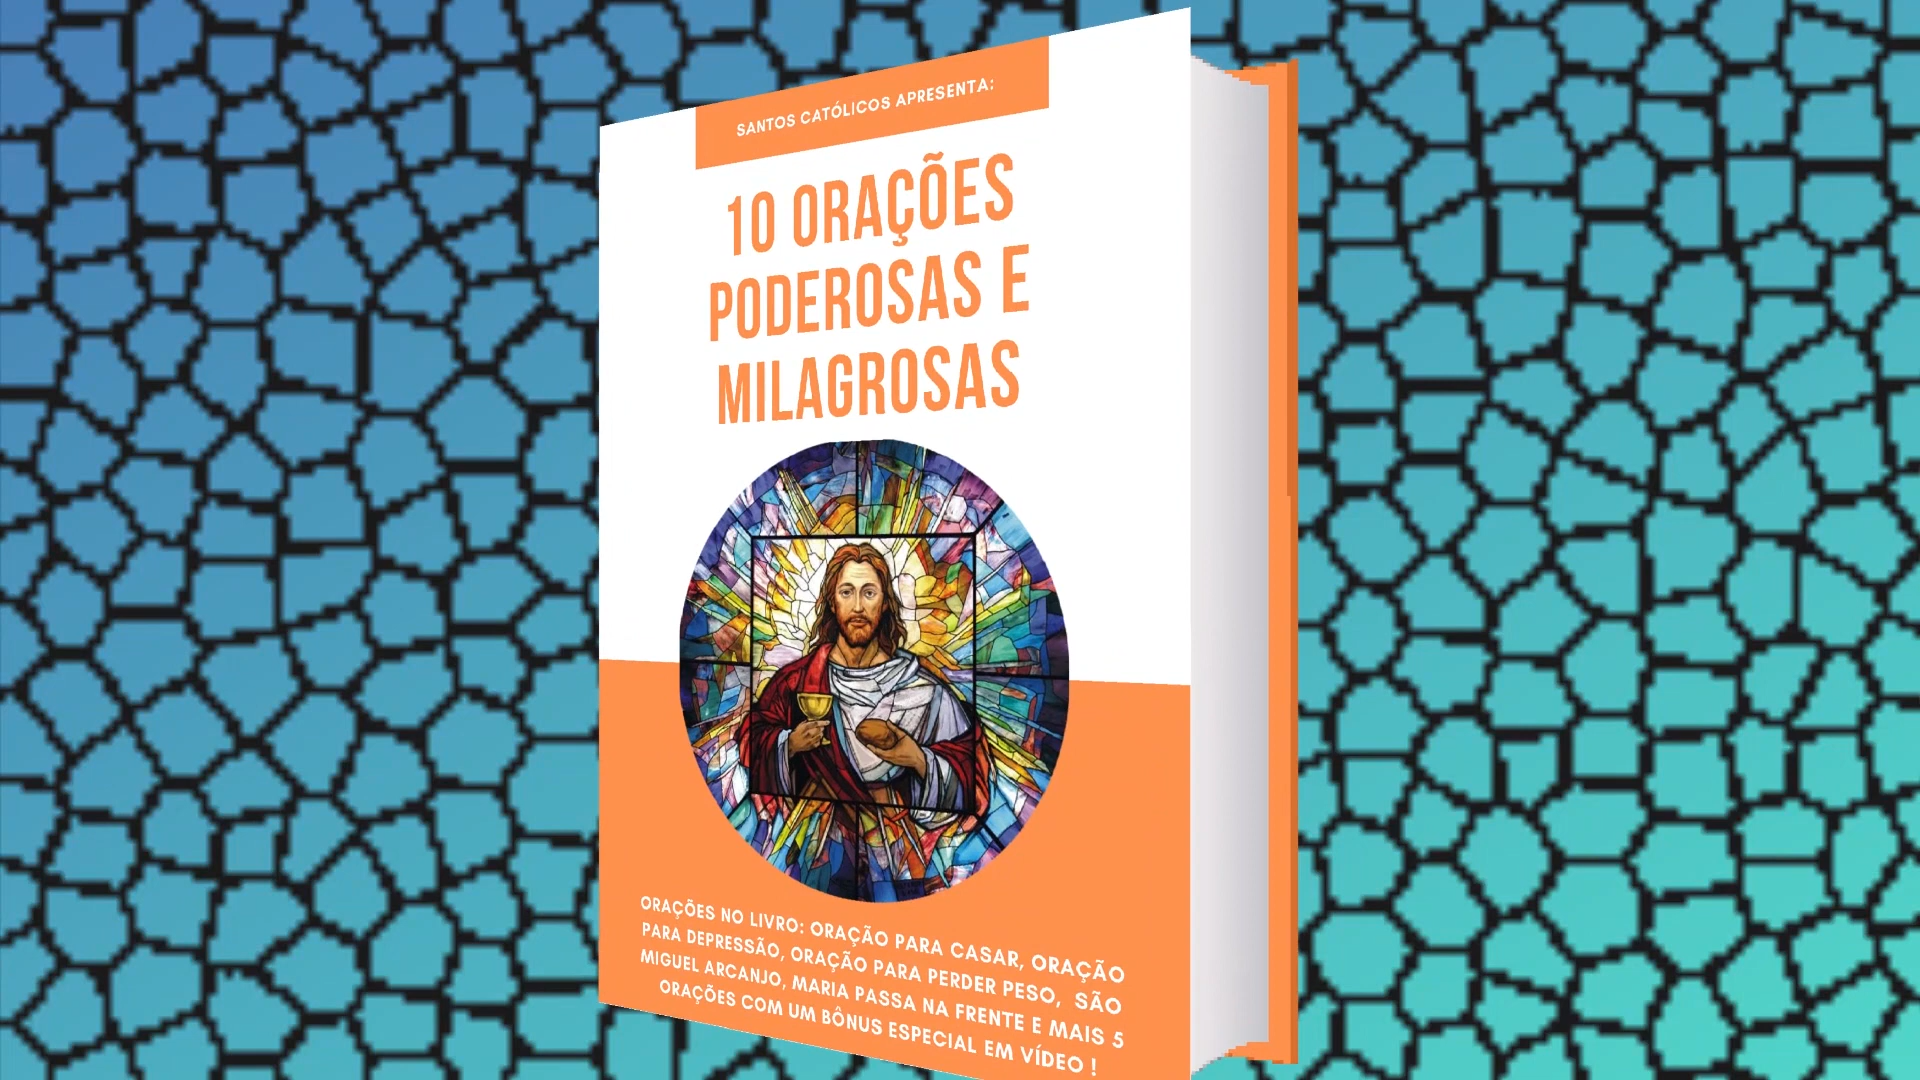 SANTOS CATÓLICOS APRESENTA:
10 ORAÇÕES
PODEROSAS E
MILAGROSAS
ORAÇÕES NO LIVRO: ORAÇÃO PARA CASAR, ORAÇÃO
PARA DEPRESSÃO, ORAÇÃO PARA PERDER PESO, SÃO
MIGUEL ARCANJO, MARIA PASSA NA FRENTE E MAIS 5
ORAÇÕES COM UM BÔNUS ESPECIAL EM VÍDEO !